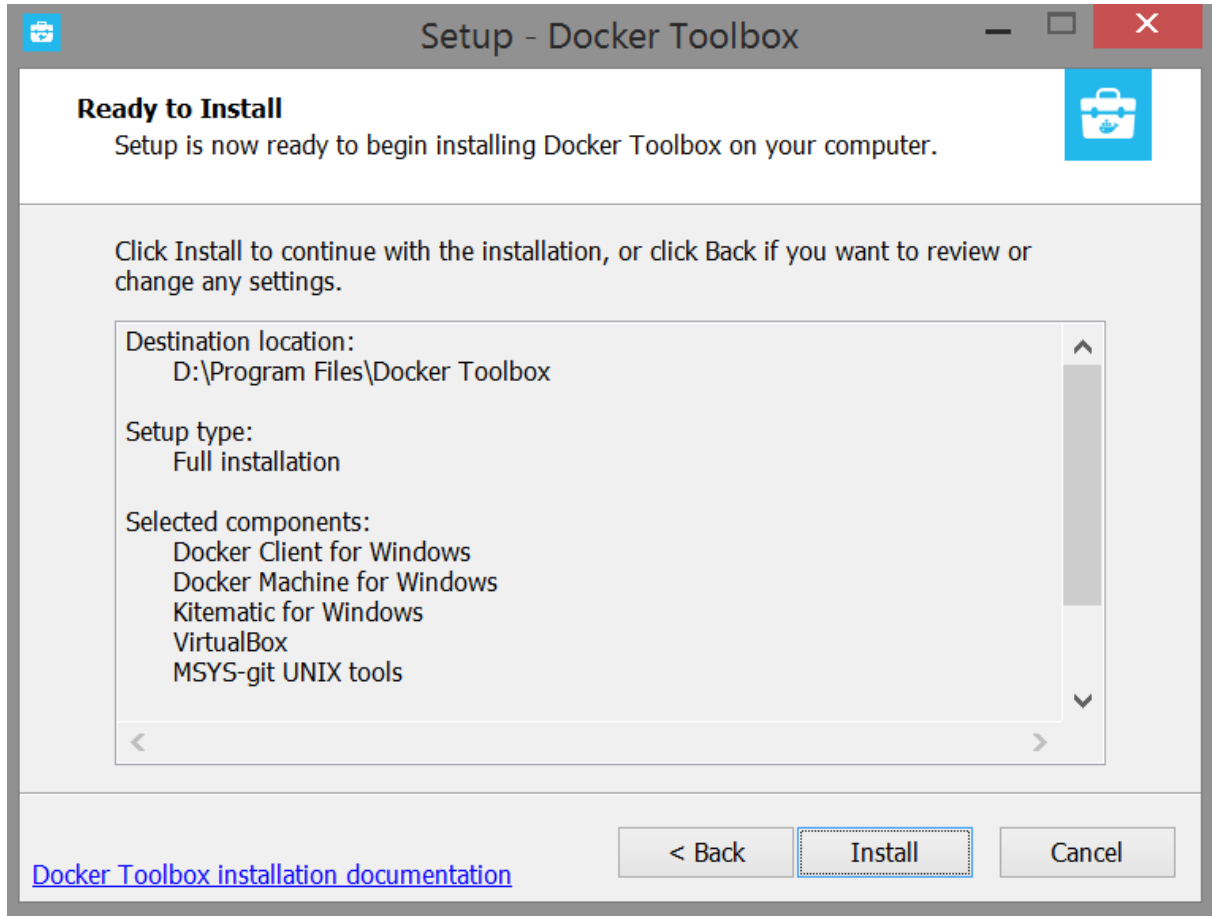 Setup - Docker Toolbox
Ready to Install
Setup is now ready to begin installing Docker Toolbox on your computer.
Click Install to continue with the installation, or click Back if you want to review or
change any settings.
Destination location:
D:\Program Files\Docker Toolbox
Setup type:
Full installation
Selected components:
Docker Client for Windows
Docker Machine for Windows
Kitematic for Windows
VirtualBox
MSYS-git UNIX tools
< Back
Install
Cancel
Docker Toolbox installation documentation